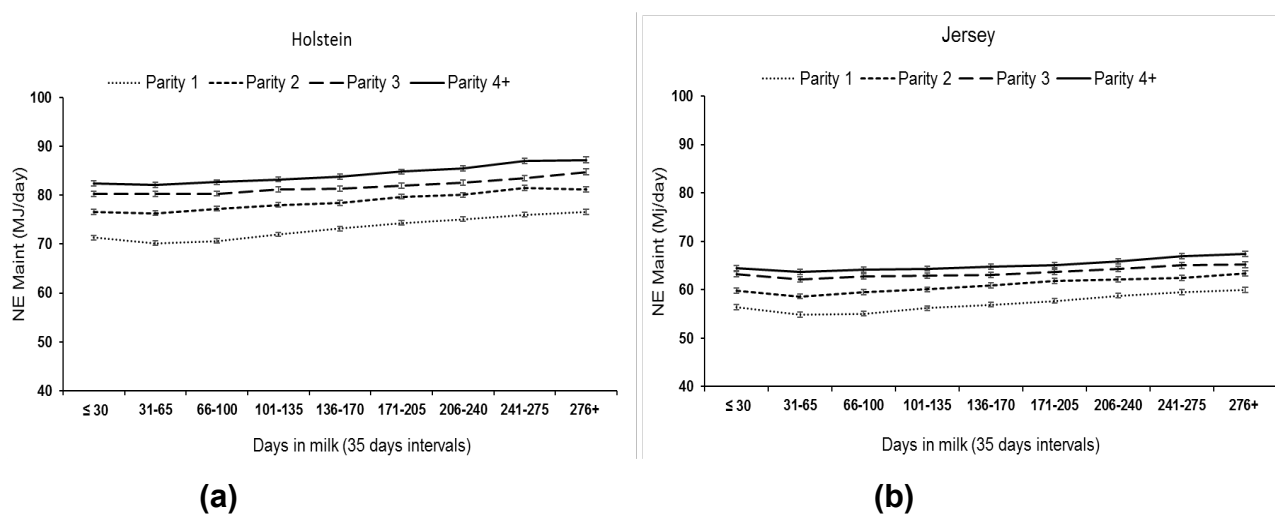 Holstein
Parity 1 Parity 2 Parity 3 Parity 4+
NE Maint (MJ/day)
100
90
80
70
60
50
40
≤ 30 31-65 66-100 101-135 136-170 171-205 206-240 241-275 276+
Days in milk (35 days intervals)
(a)
Jersey
Parity 1 Parity 2 Parity 3 Parity 4+
NE Maint (Mj/day)
100
90
80
70
60
50
40
≤ 30 31-65 66-100 101-135 136-170 171-205 206-240 241-275 276+
Days in milk (35 days intervals)
(b)